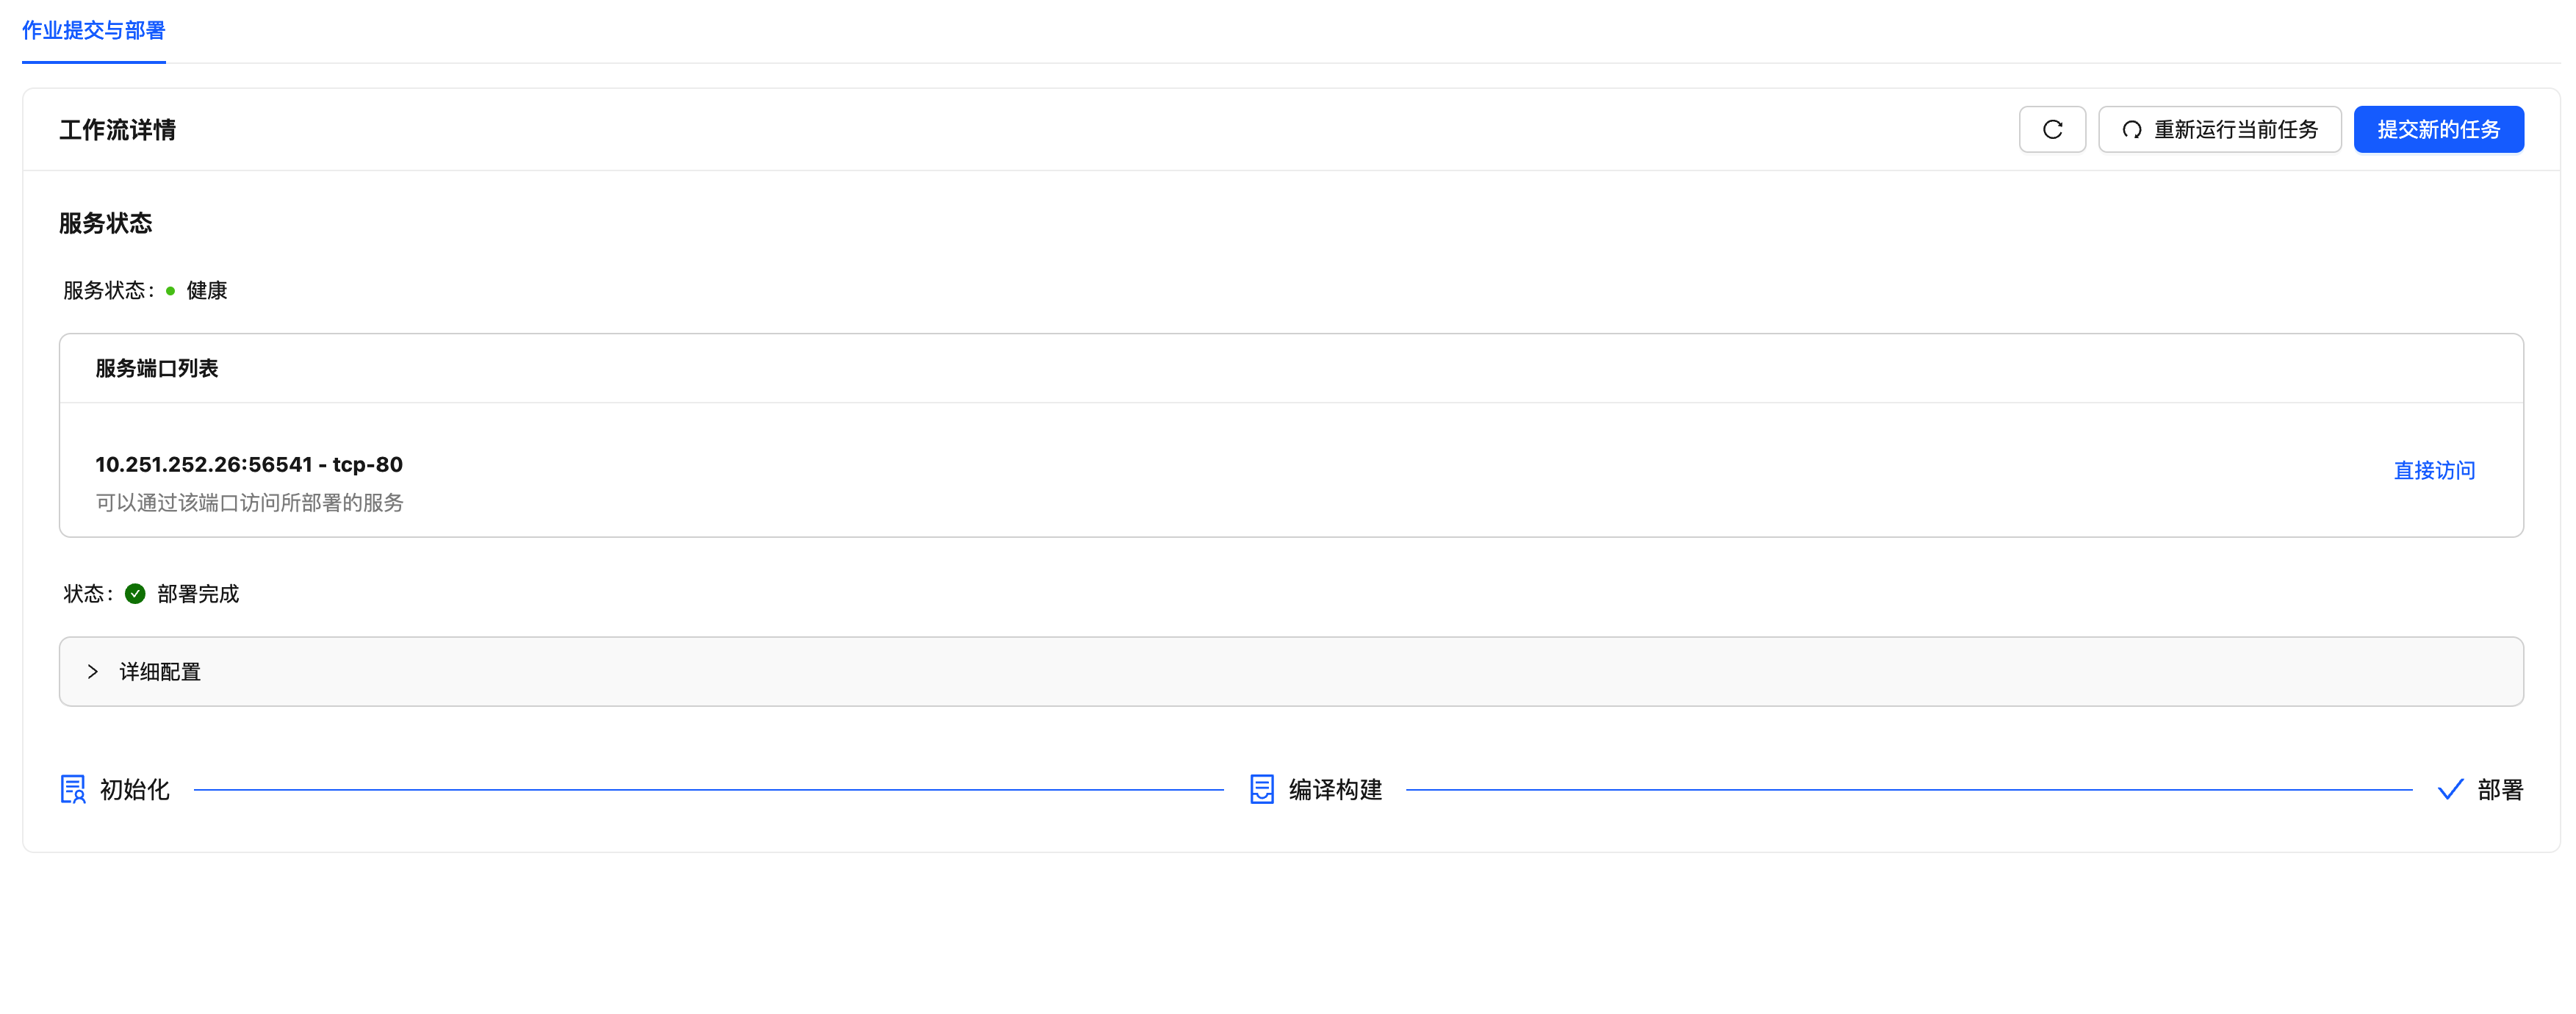 作业提交与部署
工作流详情
重新运行当前任务
提交新的任务
服务状态
服务状态: 健康
服务端口列表
10.251.252.26:56541 - tcp-80
直接访问
可以通过该端口访问所部署的服务
状态: 部署完成
详细配置
初始化
编译构建
部署